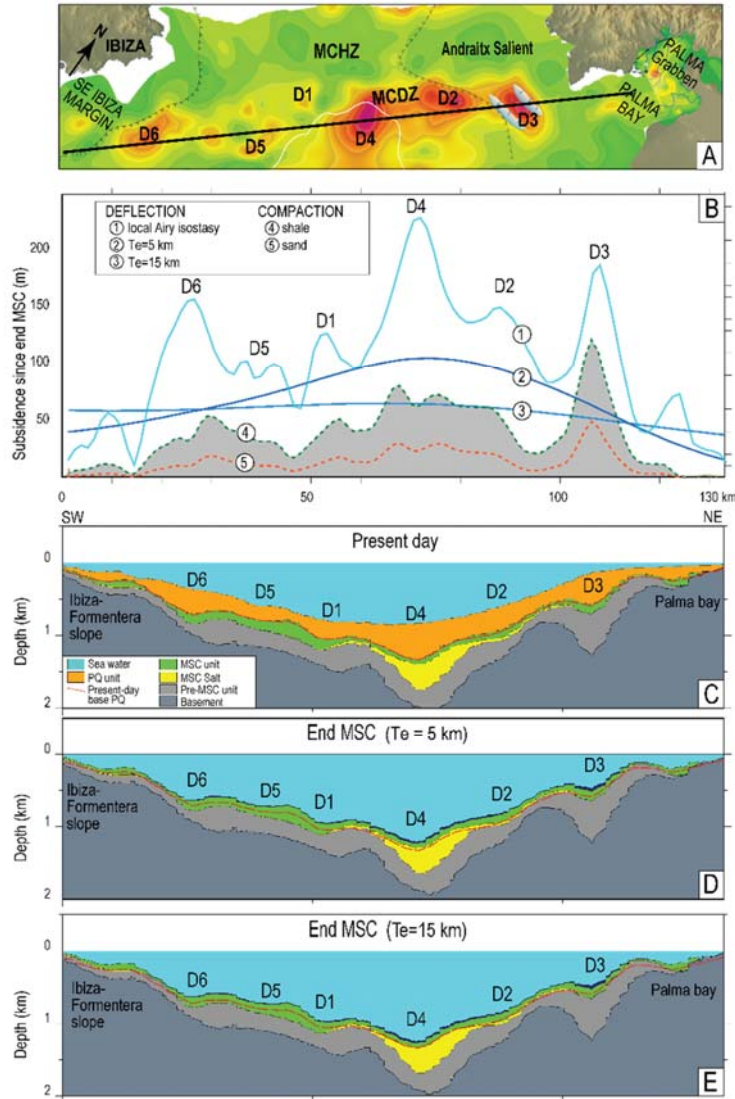 IBIZA
N
MCHZ
Andraitx Salient
PALMA
Grabben
SE IBIZA
MARGIN
D1
MCDZ
D2
PALMA
BAY
D6
D5
D4
D3
A
B
DEFLECTION
1 local Airy isostasy
2 Te=5 km
3 Te=15 km
COMPACTION
4 shale
5 sand
Subsidence since end MSC (m)
200
150
100
50
D6
D5
D1
D4
D2
D3
1
2
3
4
5
0
50
100
130 km
SW
NE
Present day
Depth (km)
0
1
2
Ibiza-
Formentera
slope
D6
D5
D1
D4
D2
D3
Palma bay
Sea water
PQ unit
Present-day
base PQ
MSC unit
MSC Salt
Pre-MSC unit
Basement
C
End MSC (Te = 5 km)
Depth (km)
0
1
2
Ibiza-
Formentera
slope
D6
D5
D1
D4
D2
D3
Palma bay
D
End MSC (Te=15 km)
Depth (km)
0
1
2
Ibiza-
Formentera
slope
D6
D5
D1
D4
D2
D3
Palma bay
E